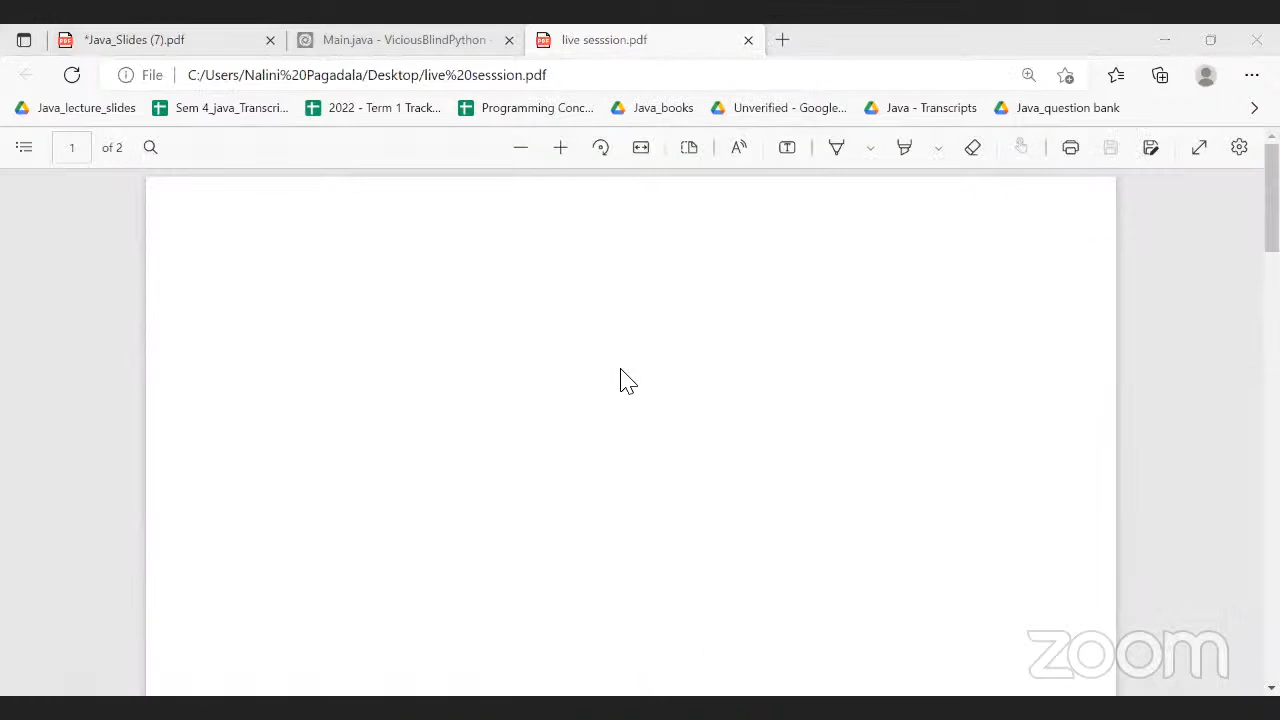 *Java_Slides (7).pdf
Main.java - ViciousBlindPython
live sesssion.pdf
File C:/Users/Nalini%20Pagadala/Desktop/live%20sesssion.pdf
Java_lecture_slides Sem 4_java_Transcri... 2022 - Term 1 Track... Programming Conc... Java_books Unverified - Google... Java - Transcripts Java_question bank
1 of 2
zoom